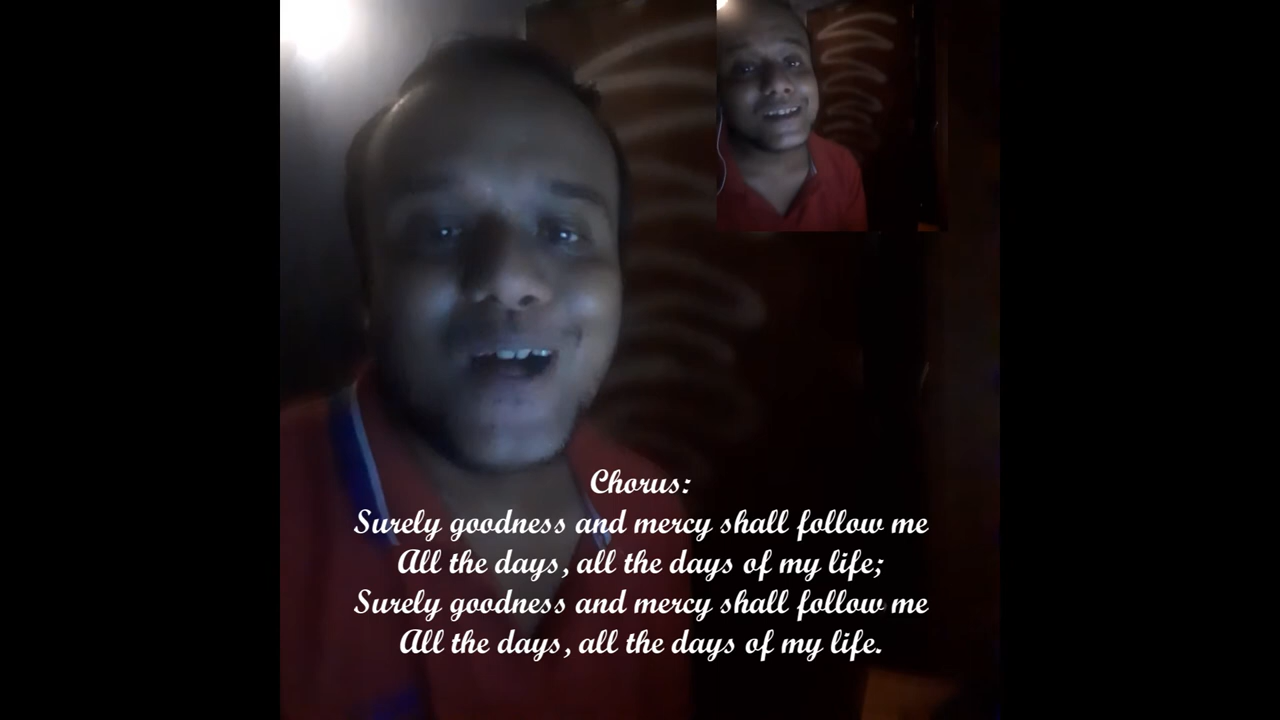 Chorus:
Surely goodness and mercy shall follow me
All the days, all the days of my life;
Surely goodness and mercy shall follow me
All the days, all the days of my life.